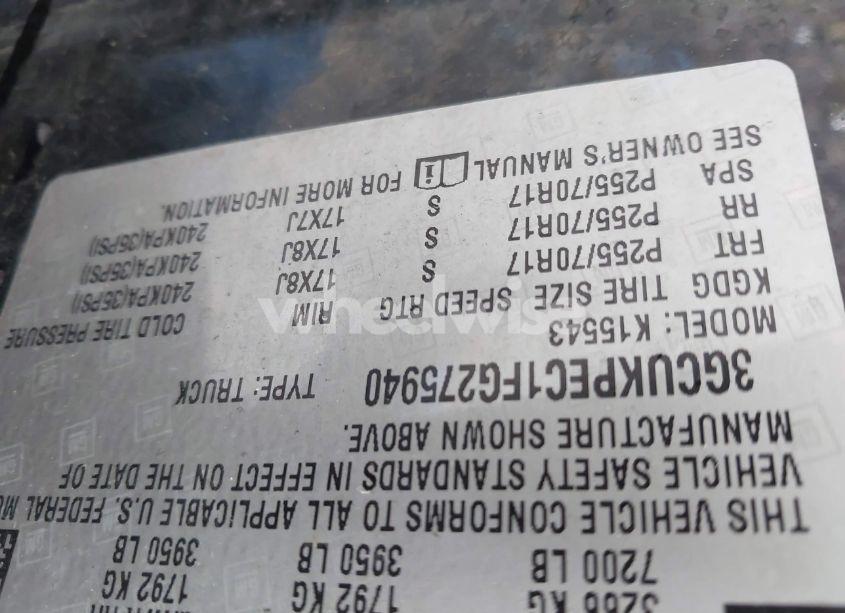 3266 KG 1792 KG 1792 KG
7200 LB 3950 LB 3950 LB
THIS VEHICLE CONFORMS TO ALL APPLICABLE U.S. FEDERAL
VEHICLE SAFETY STANDARDS IN EFFECT ON THE DATE OF
MANUFACTURE SHOWN ABOVE.
3GCUKPEC1FG275940 TYPE: TRUCK
MODEL: K15543
KGDG TIRE SIZE SPEED RTG RIM COLD TIRE PRESSURE
FRT P255/70R17 S 17X8J 240KPA(35PSI)
RR P255/70R17 S 17X8J 240KPA(35PSI)
SPA P255/70R17 S 17X7J 240KPA(35PSI)
SEE OWNER'S MANUAL FOR MORE INFORMATION.
wheelwise